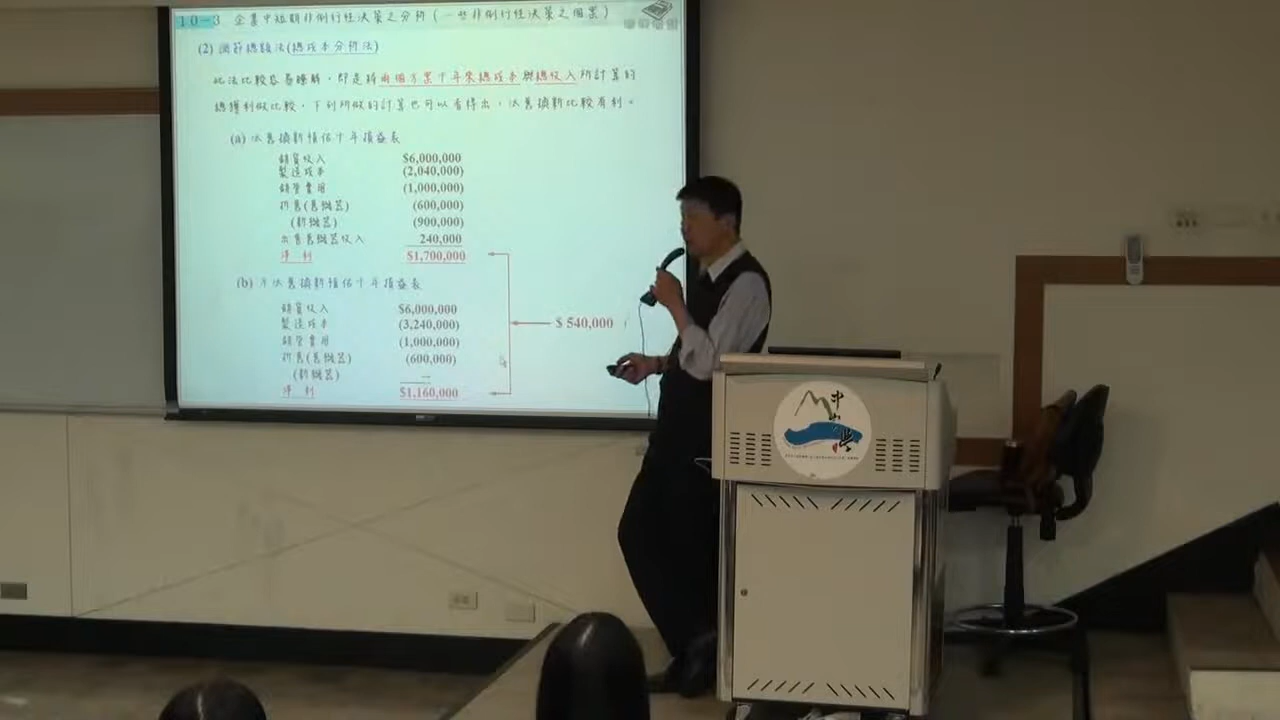 10-3 企業中短期非例行性決策之分析(一些非例行性決策之個案)
(2) 調節總額法(總成本分析法)
此法比較容易瞭解，即是將兩個方案十年來總成本與總收入所計算的
總獲利做比較，下列所做的計算也可以看得出，汰舊換新比較有利。
(a) 汰舊換新預估十年損益表
銷貨收入 $6,000,000
製造成本 (2,040,000)
銷管費用 (1,000,000)
折舊(舊機器) (600,000)
(新機器) (900,000)
出售舊機器收入 240,000
淨 利 $1,700,000
(b) 不汰舊換新預估十年損益表
銷貨收入 $6,000,000
製造成本 (3,240,000)
銷管費用 (1,000,000)
折舊(舊機器) (600,000)
(新機器) —
淨 利 $1,160,000
$ 540,000
中山大學